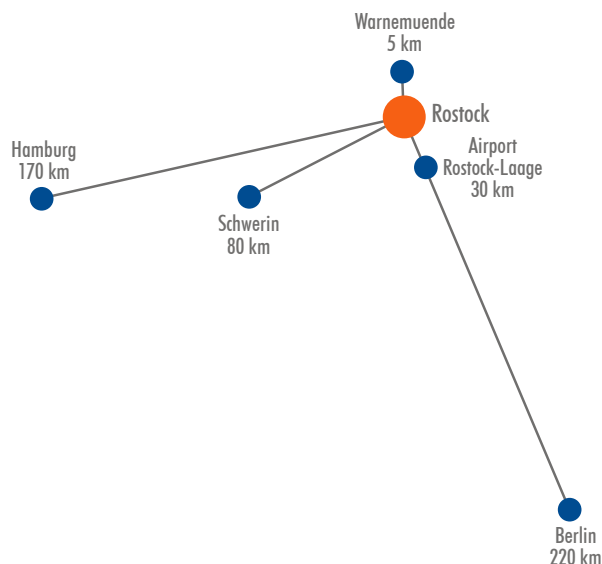 Warnemuende
5 km
Rostock
Airport
Rostock-Laage
30 km
Hamburg
170 km
Schwerin
80 km
Berlin
220 km